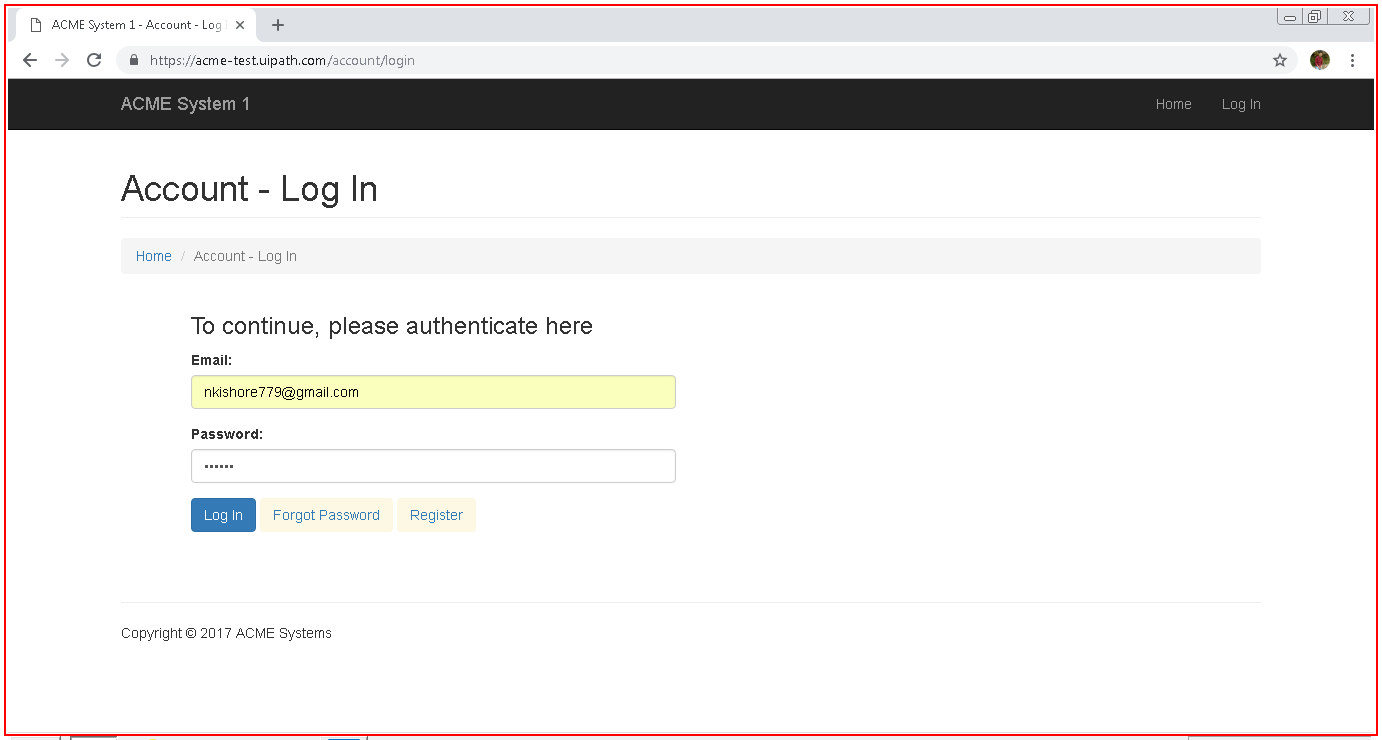 ACME System 1 - Account - Log
https://acme-test.uipath.com/account/login
ACME System 1 Home Log In
Account - Log In
Home / Account - Log In
To continue, please authenticate here
Email:
nkishore779@gmail.com
Password:
••••••
Log In Forgot Password Register
Copyright © 2017 ACME Systems